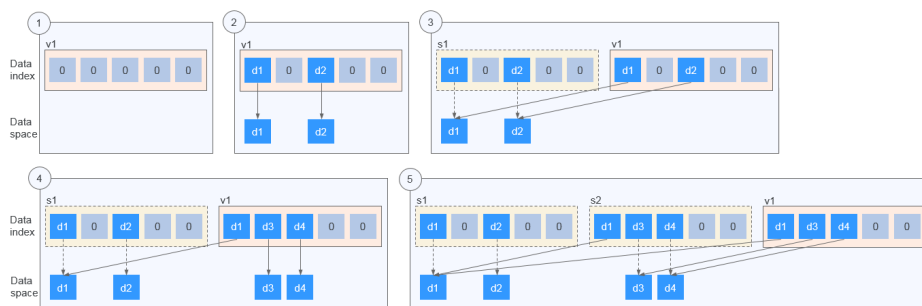 1
v1
Data index
0 0 0 0 0
Data space
2
v1
d1 0 d2 0 0
d1 d2
3
s1 v1
d1 0 d2 0 0 d1 0 d2 0 0
d1 d2
4
s1 v1
Data index
d1 0 d2 0 0 d1 d3 d4 0 0
Data space
d1 d2 d3 d4
5
s1 s2 v1
d1 0 d2 0 0 d1 d3 d4 0 0 d1 d3 d4 0 0
d1 d2 d3 d4